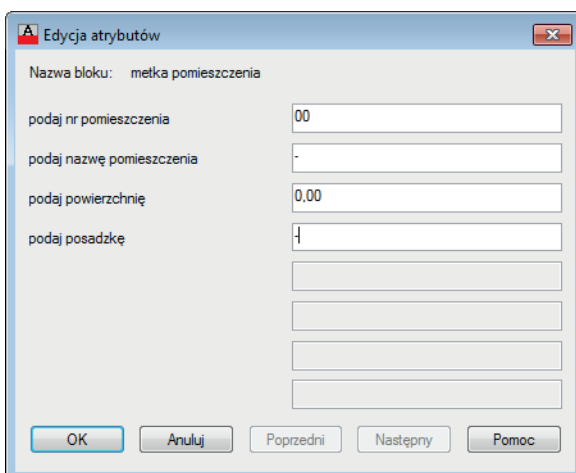 A Edycja atrybutów
Nazwa bloku: metka pomieszczenia
podaj nr pomieszczenia 00
podaj nazwę pomieszczenia -
podaj powierzchnię 0,00
podaj posadzkę -
OK Anuluj Poprzedni Następny Pomoc